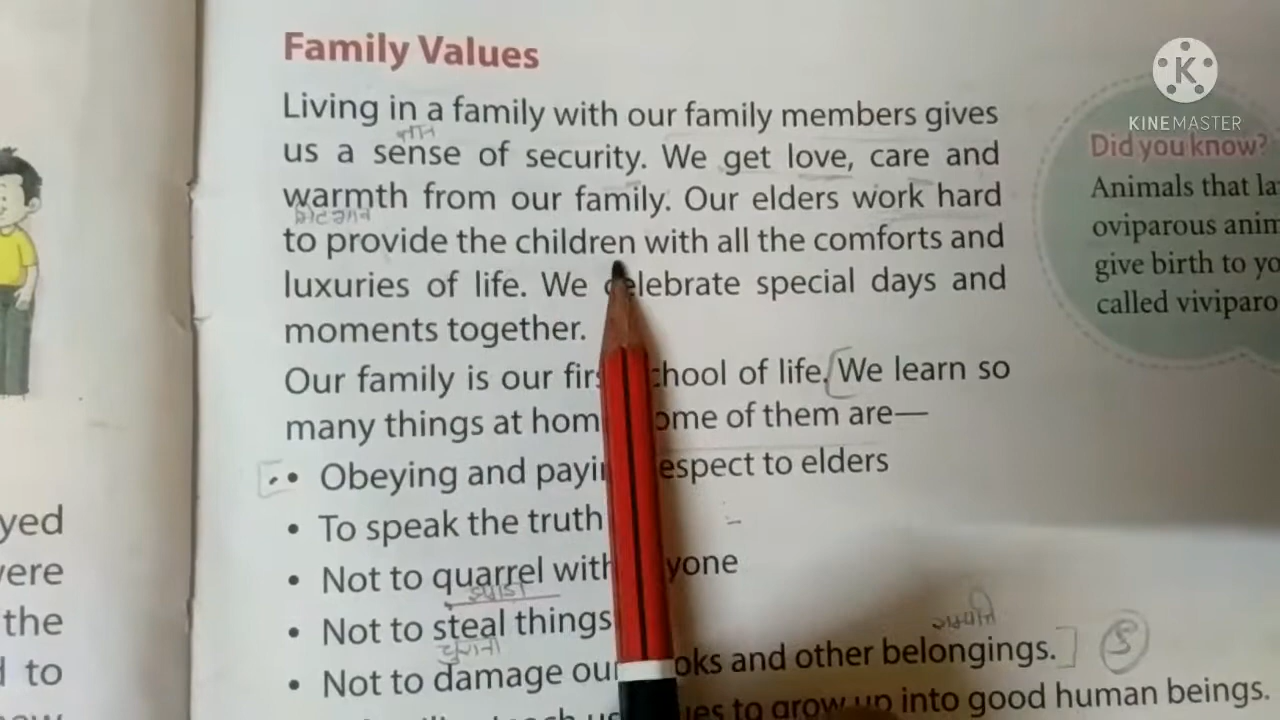 Family Values
Living in a family with our family members gives
us a sense of security. We get love, care and
warmth from our family. Our elders work hard
to provide the children with all the comforts and
luxuries of life. We celebrate special days and
moments together.
Our family is our first school of life. We learn so
many things at home. Some of them are—
• Obeying and paying respect to elders
• To speak the truth
• Not to quarrel with anyone
• Not to steal things
चुराना
• Not to damage our books and other belongings.
to grow up into good human beings.
5
K
KINEMASTER
Did you know?
Animals that la
oviparous anim
give birth to yo
called viviparo
yed
vere
the
d to